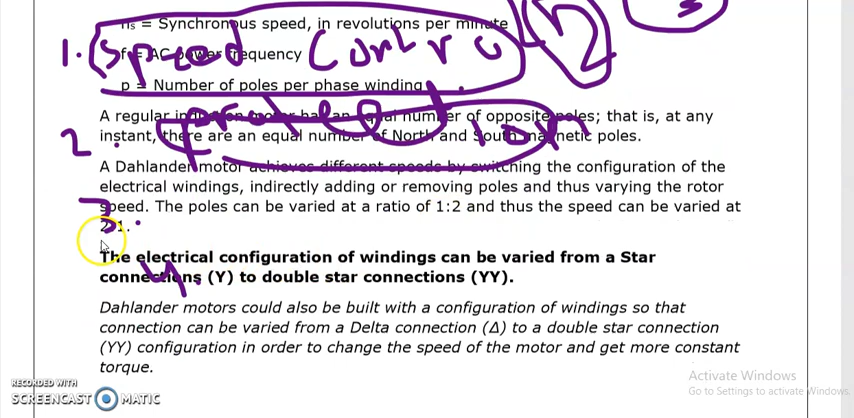 ns = Synchronous speed, in revolutions per minute
1. Speed Control
f = AC power frequency
p = Number of poles per phase winding
A regular induction motor has an equal number of opposite poles; that is, at any
2. protection
instant, there are an equal number of North and South magnetic poles.
A Dahlander motor achieves different speeds by switching the configuration of the
electrical windings, indirectly adding or removing poles and thus varying the rotor
3.
speed. The poles can be varied at a ratio of 1:2 and thus the speed can be varied at
2:1.
The electrical configuration of windings can be varied from a Star
4.
connections (Y) to double star connections (YY).
Dahlander motors could also be built with a configuration of windings so that
connection can be varied from a Delta connection (Δ) to a double star connection
(YY) configuration in order to change the speed of the motor and get more constant
torque.
Activate Windows
Go to Settings to activate Windows.
RECORDED WITH
SCREENCAST MATIC